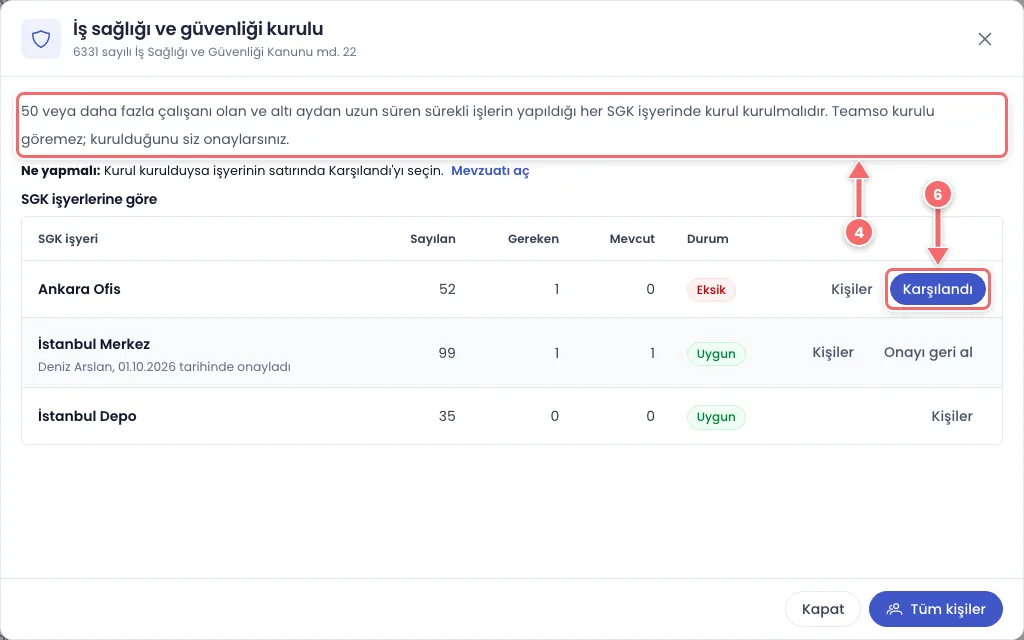 İş sağlığı ve güvenliği kurulu
6331 sayılı İş Sağlığı ve Güvenliği Kanunu md. 22
50 veya daha fazla çalışanı olan ve altı aydan uzun süren sürekli işlerin yapıldığı her SGK işyerinde kurul kurulmalıdır. Teamso kurulu
göremez; kurulduğunu siz onaylarsınız.
Ne yapmalı: Kurul kurulduysa işyerinin satırında Karşılandı'yı seçin. Mevzuatı aç
SGK işyerlerine göre
6
4
SGK işyeri Sayılan Gereken Mevcut Durum
Ankara Ofis 52 1 0 Eksik Kişiler Karşılandı
İstanbul Merkez 99 1 1 Uygun Kişiler Onayı geri al
Deniz Arslan, 01.10.2026 tarihinde onayladı
İstanbul Depo 35 0 0 Uygun Kişiler
Kapat Tüm kişiler